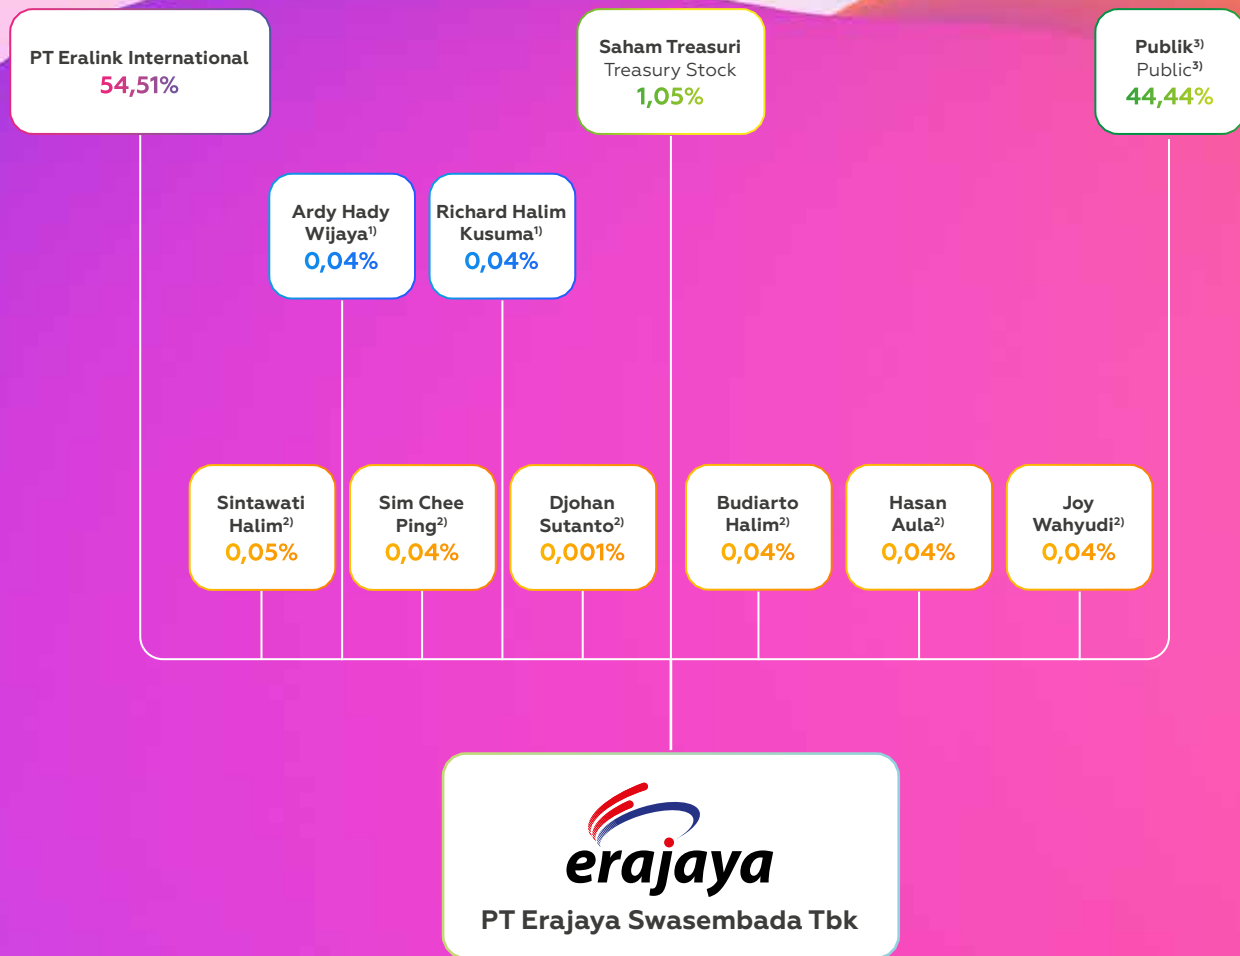 PT Eralink International
54,51%
Saham Treasuri
Treasury Stock
1,05%
Publik³⁾
Public³⁾
44,44%
Ardy Hady
Wijaya¹⁾
0,04%
Richard Halim
Kusuma¹⁾
0,04%
Sintawati
Halim²⁾
0,05%
Sim Chee
Ping²⁾
0,04%
Djohan
Sutanto²⁾
0,001%
Budiarto
Halim²⁾
0,04%
Hasan
Aula²⁾
0,04%
Joy
Wahyudi²⁾
0,04%
erajaya
PT Erajaya Swasembada Tbk